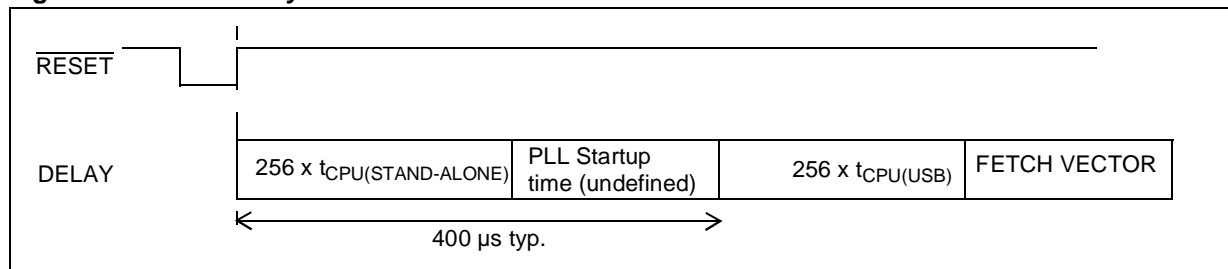 RESET
DELAY
256 x tCPU(STAND-ALONE)
PLL Startup
time (undefined)
256 x tCPU(USB)
FETCH VECTOR
400 µs typ.